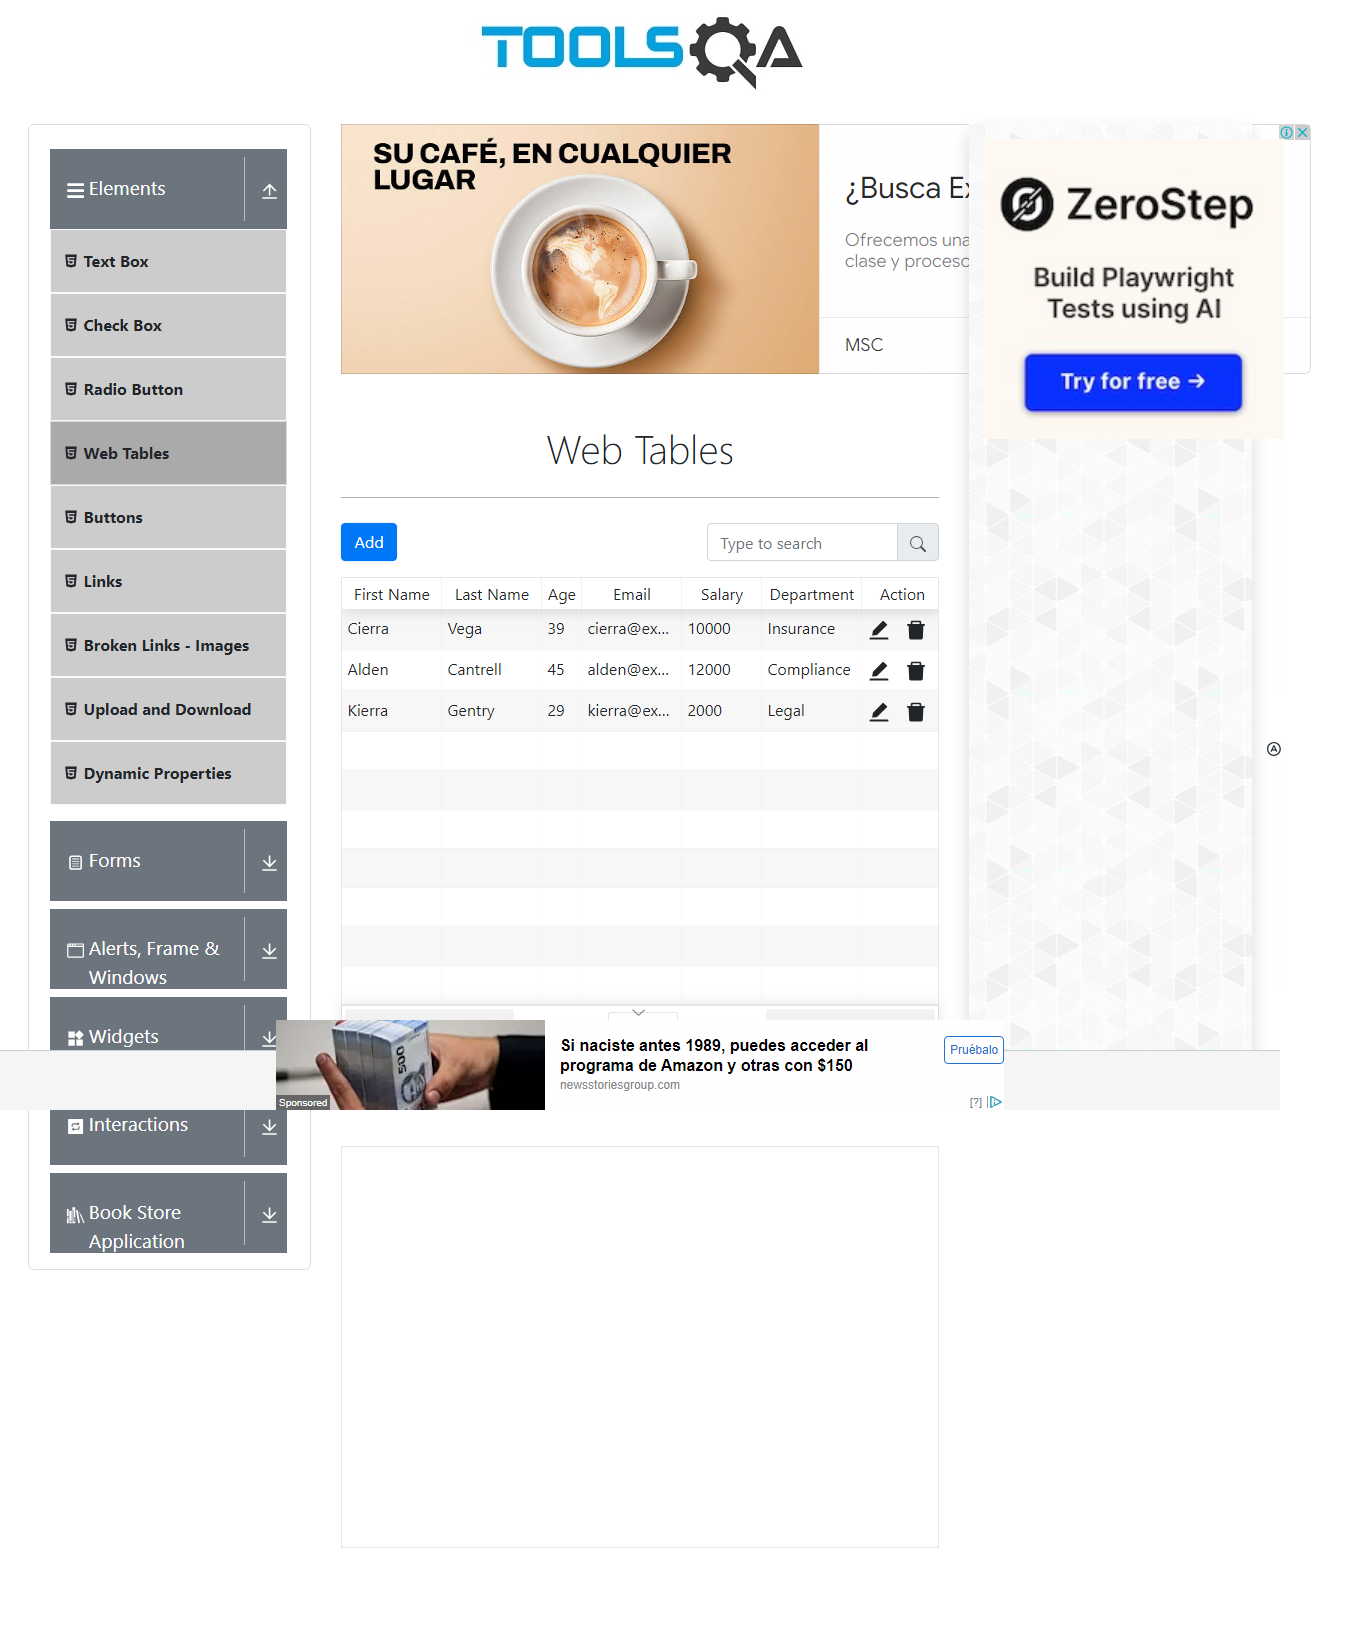 TOOLSQA
Elements
Text Box
Check Box
Radio Button
Web Tables
Buttons
Links
Broken Links - Images
Upload and Download
Dynamic Properties
Forms
Alerts, Frame &
Windows
Widgets
Interactions
Book Store
Application
SU CAFÉ, EN CUALQUIER
LUGAR
¿Busca
Ofrecemos una
clase y proceso
MSC
ZeroStep
Build Playwright
Tests using AI
Try for free →
Web Tables
Add
Type to search
First Name Last Name Age Email Salary Department Action
Cierra Vega 39 cierra@ex... 10000 Insurance
Alden Cantrell 45 alden@ex... 12000 Compliance
Kierra Gentry 29 kierra@ex... 2000 Legal
Sponsored
Si naciste antes 1989, puedes acceder al
programa de Amazon y otras con $150
newsstoriesgroup.com
Pruébalo
[?]